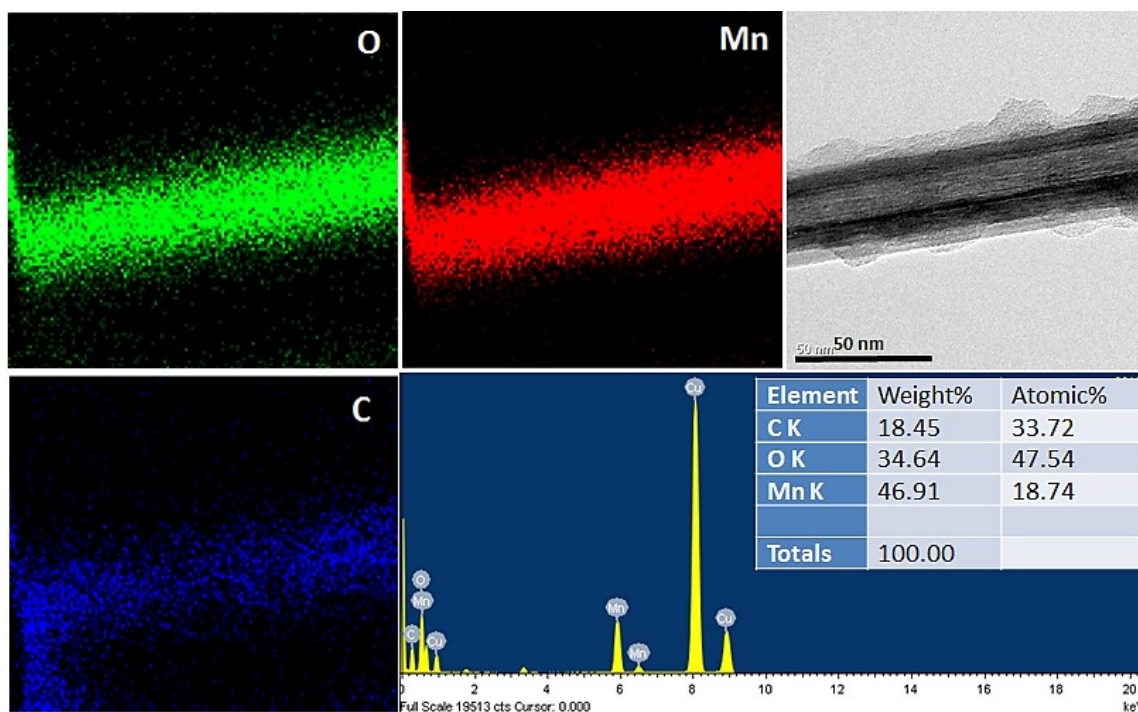 O
Mn
50 nm 50 nm
C
Cu
O
Mn
C
Cu
Mn
Mn
Cu
Element Weight% Atomic%
C K 18.45 33.72
O K 34.64 47.54
Mn K 46.91 18.74
Totals 100.00
0 2 4 6 8 10 12 14 16 18 20
Full Scale 19513 cts Cursor: 0.000 keV